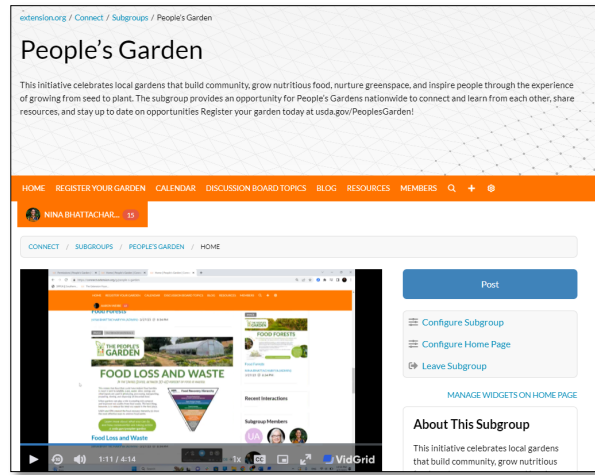 extension.org / Connect / Subgroups / People's Garden
People's Garden
This initiative celebrates local gardens that build community, grow nutritious food, nurture greenspace, and inspire people through the experience
of growing from seed to plant. The subgroup provides an opportunity for People's Gardens nationwide to connect and learn from each other, share
resources, and stay up to date on opportunities Register your garden today at usda.gov/PeoplesGarden!
HOME REGISTER YOUR GARDEN CALENDAR DISCUSSION BOARD TOPICS BLOG RESOURCES MEMBERS
NINA BHATTACHAR... 15
CONNECT / SUBGROUPS / PEOPLE'S GARDEN / HOME
Food Forests
THE PEOPLE'S
GARDEN
FOOD LOSS AND WASTE
Food Loss and Waste
FOOD FORESTS
Recent Interactions
Subgroup Members
UA
1:11 / 4:14
1x
CC
VidGrid
Post
Configure Subgroup
Configure Home Page
Leave Subgroup
MANAGE WIDGETS ON HOME PAGE
About This Subgroup
This initiative celebrates local gardens
that build community, grow nutritious